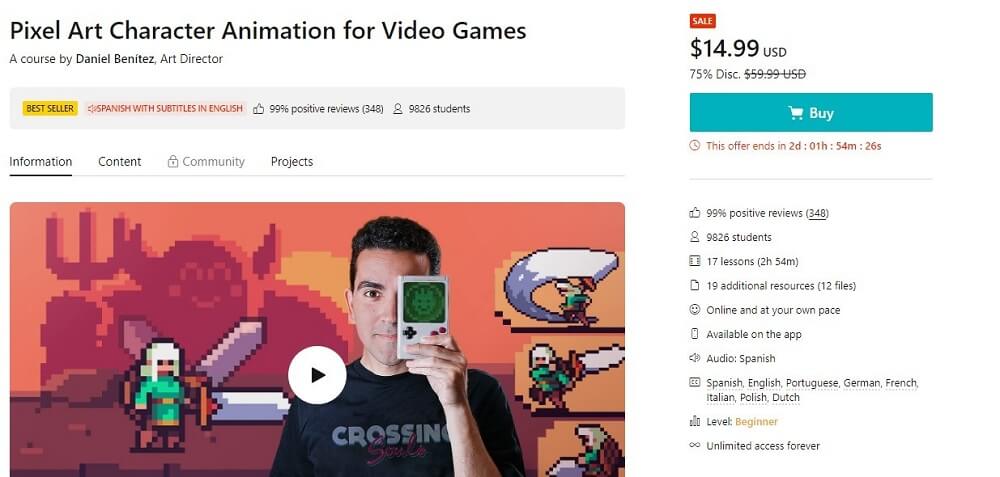 Pixel Art Character Animation for Video Games
A course by Daniel Benítez, Art Director
BEST SELLER
SPANISH WITH SUBTITLES IN ENGLISH
99% positive reviews (348)
9826 students
Information
Content
Community
Projects
CROSSING
Souls
SALE
$14.99 USD
75% Disc. $59.99 USD
Buy
This offer ends in 2d : 01h : 54m : 26s
99% positive reviews (348)
9826 students
17 lessons (2h 54m)
19 additional resources (12 files)
Online and at your own pace
Available on the app
Audio: Spanish
Spanish, English, Portuguese, German, French,
Italian, Polish, Dutch
Level: Beginner
Unlimited access forever